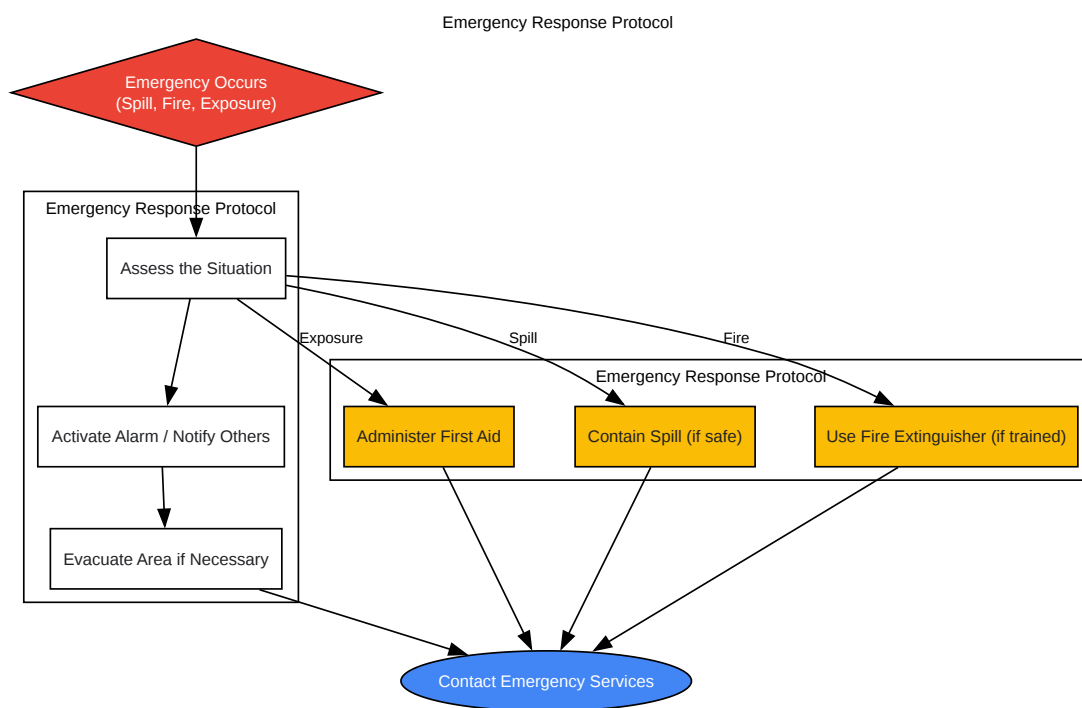 Emergency Response Protocol
Emergency Occurs
(Spill, Fire, Exposure)
Emergency Response Protocol
Assess the Situation
Exposure
Spill
Fire
Emergency Response Protocol
Activate Alarm / Notify Others
Administer First Aid
Contain Spill (if safe)
Use Fire Extinguisher (if trained)
Evacuate Area if Necessary
Contact Emergency Services